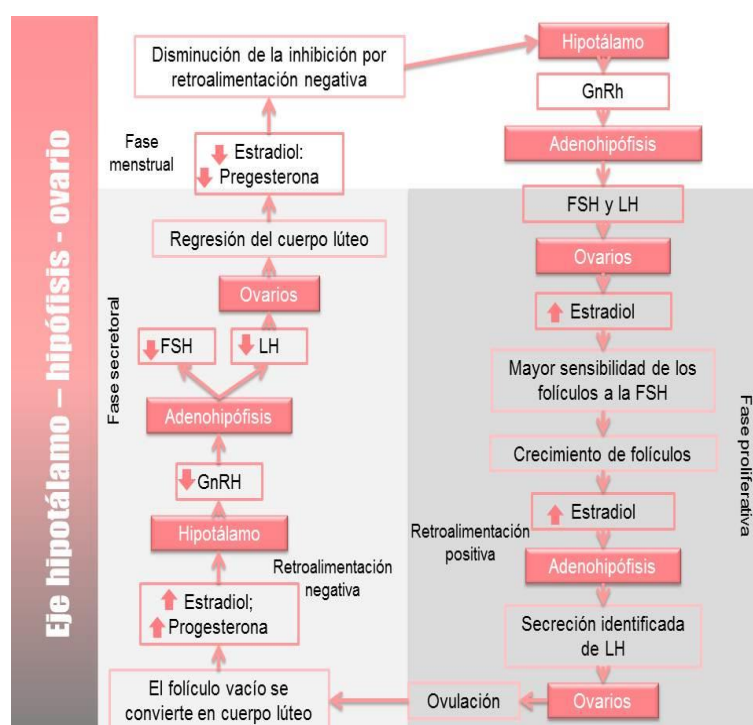 Eje hipotálamo – hipófisis - ovario
Disminución de la inhibición por
retroalimentación negativa
Hipotálamo
GnRh
Adenohipófisis
FSH y LH
Ovarios
Estradiol
Mayor sensibilidad de los
folículos a la FSH
Crecimiento de folículos
Estradiol
Retroalimentación
positiva
Adenohipófisis
Secreción identificada
de LH
Ovarios
Fase proliferativa
Ovulación
El folículo vacío se
convierte en cuerpo lúteo
Estradiol;
Progesterona
Retroalimentación
negativa
Hipotálamo
GnRH
Adenohipófisis
FSH
LH
Ovarios
Regresión del cuerpo lúteo
Fase secretoral
Estradiol:
Pregesterona
Fase
menstrual